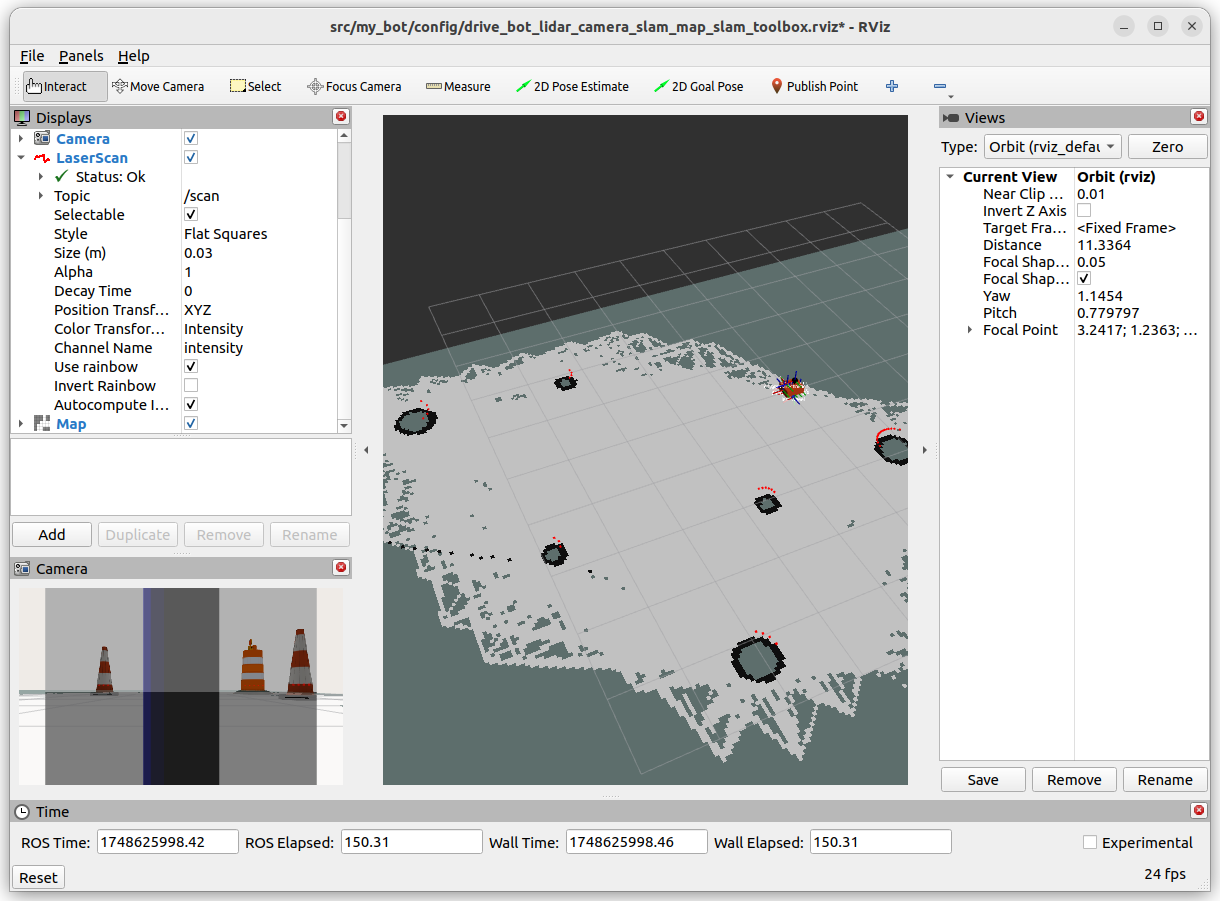 src/my_bot/config/drive_bot_lidar_camera_slam_map_slam_toolbox.rviz* - RViz
File Panels Help
Interact Move Camera Select Focus Camera Measure 2D Pose Estimate 2D Goal Pose Publish Point
Displays
Camera
LaserScan
Status: Ok
Topic /scan
Selectable
Style Flat Squares
Size (m) 0.03
Alpha 1
Decay Time 0
Position Transf... XYZ
Color Transfor... Intensity
Channel Name intensity
Use rainbow
Invert Rainbow
Autocompute I...
Map
Add Duplicate Remove Rename
Camera
Views
Type: Orbit (rviz_defau Zero
Current View Orbit (rviz)
Near Clip ... 0.01
Invert Z Axis
Target Fra... <Fixed Frame>
Distance 11.3364
Focal Shap... 0.05
Focal Shap...
Yaw 1.1454
Pitch 0.779797
Focal Point 3.2417; 1.2363; ...
Save Remove Rename
Time
ROS Time: 1748625998.42 ROS Elapsed: 150.31 Wall Time: 1748625998.46 Wall Elapsed: 150.31 Experimental
Reset 24 fps